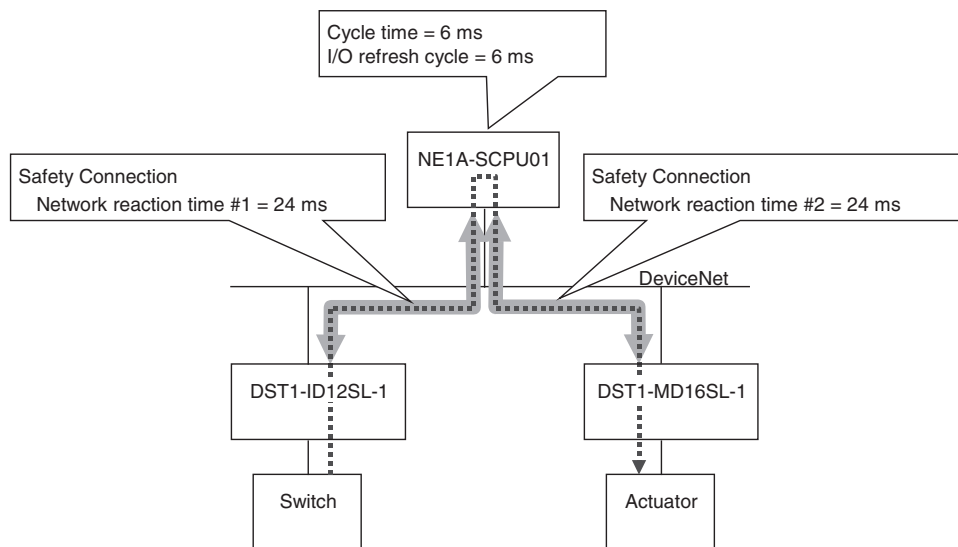 Cycle time = 6 ms
I/O refresh cycle = 6 ms
NE1A-SCPU01
Safety Connection
Network reaction time #1 = 24 ms
Safety Connection
Network reaction time #2 = 24 ms
DeviceNet
DST1-ID12SL-1
DST1-MD16SL-1
Switch
Actuator